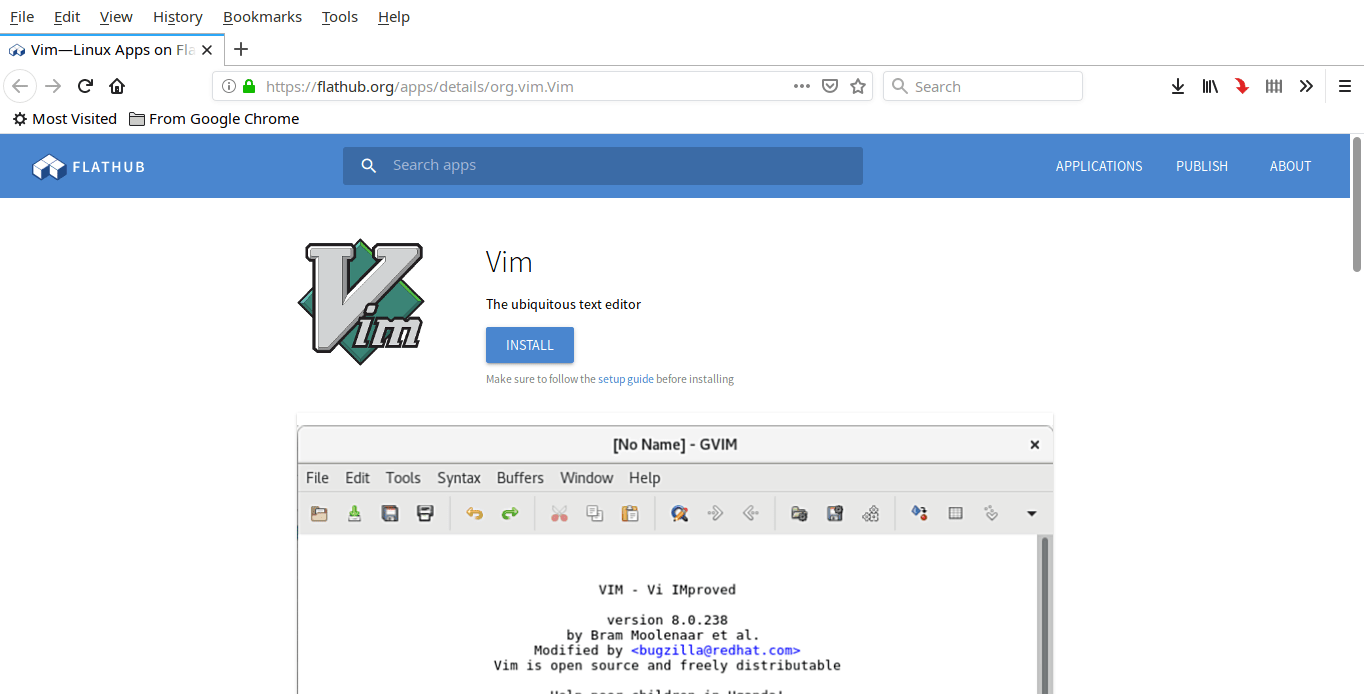 File Edit View History Bookmarks Tools Help
Vim—Linux Apps on Fla
https://flathub.org/apps/details/org.vim.Vim
Search
Most Visited From Google Chrome
FLATHUB
Search apps
APPLICATIONS PUBLISH ABOUT
Vim
Vim
The ubiquitous text editor
INSTALL
Make sure to follow the setup guide before installing
[No Name] - GVIM
File Edit Tools Syntax Buffers Window Help
VIM - Vi IMproved
version 8.0.238
by Bram Moolenaar et al.
Modified by <bugzilla@redhat.com>
Vim is open source and freely distributable